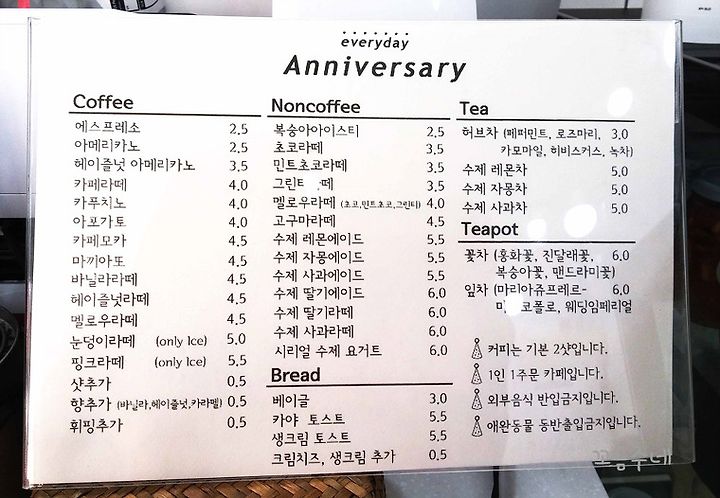 everyday
Anniversary
Coffee
에스프레소 2.5
아메리카노 2.5
헤이즐넛 아메리카노 3.5
카페라떼 4.0
카푸치노 4.0
아포가토 4.0
카페모카 4.5
마끼아또 4.5
바닐라라떼 4.5
헤이즐넛라떼 4.5
멜로우라떼 4.5
눈덩이라떼 (only Ice) 5.0
핑크라떼 (only Ice) 5.5
샷추가 0.5
향추가 (바닐라,헤이즐넛,카라멜) 0.5
휘핑추가 0.5
Noncoffee
복숭아아이스티 2.5
초코라떼 3.5
민트초코라떼 3.5
그린티 떼 3.5
멜로우라떼 (초코,민트초코,그린티) 4.0
고구마라떼 4.5
수제 레몬에이드 5.5
수제 자몽에이드 5.5
수제 사과에이드 5.5
수제 딸기에이드 6.0
수제 딸기라떼 6.0
수제 사과라떼 6.0
시리얼 수제 요거트 6.0
Bread
베이글 3.0
카야 토스트 5.5
생크림 토스트 5.5
크림치즈, 생크림 추가 0.5
Tea
허브차 (페퍼민트, 로즈마리, 3.0
카모마일, 히비스커스, 녹차)
수제 레몬차 5.0
수제 자몽차 5.0
수제 사과차 5.0
Teapot
꽃차 (홍화꽃, 진달래꽃, 6.0
복숭아꽃, 맨드라미꽃)
잎차 (마리아쥬프레르- 6.0
코폴로, 웨딩임페리얼
커피는 기본 2샷입니다.
1인 1주문 카페입니다.
외부음식 반입금지입니다.
애완동물 동반출입금지입니다.